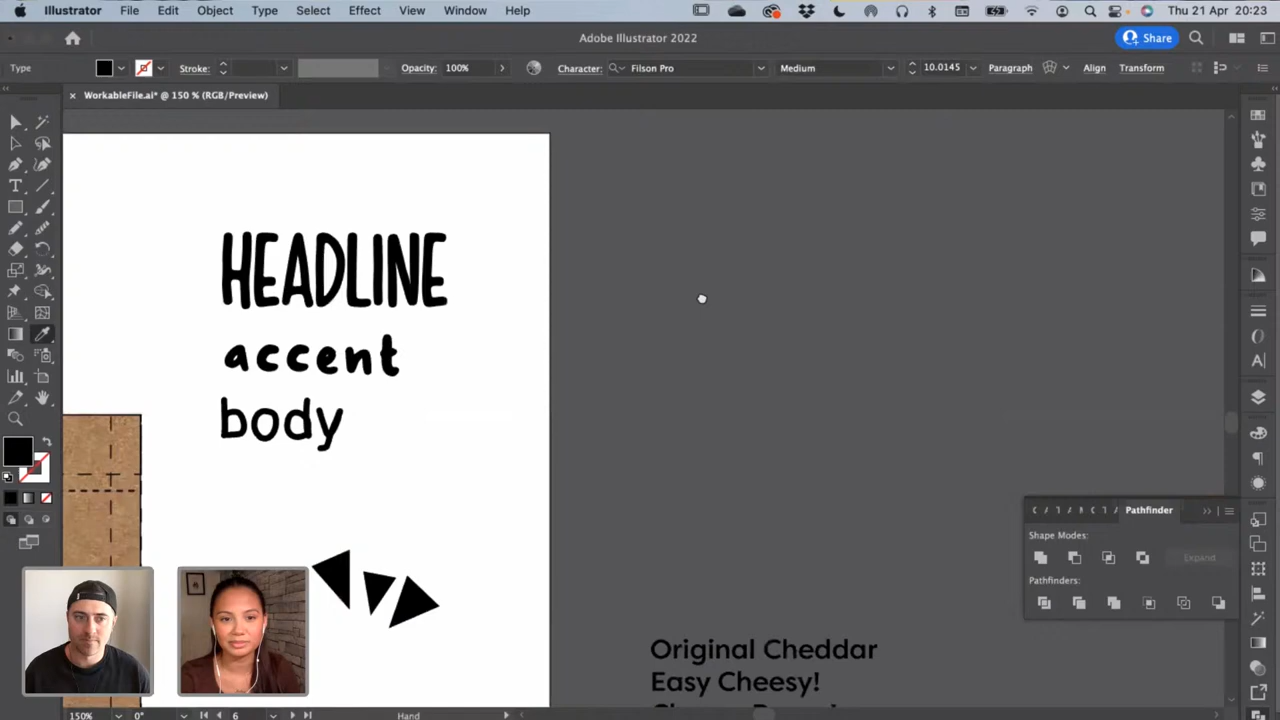 Illustrator File Edit Object Type Select Effect View Window Help Thu 21 Apr 20:23
Adobe Illustrator 2022 Share
Type Stroke: Opacity: 100% Character: Filson Pro Medium 10.0145 Paragraph Align Transform
× WorkableFile.ai* @ 150 % (RGB/Preview)
HEADLINE
accent
body
Pathfinder
Shape Modes:
Expand
Pathfinders:
Original Cheddar
Easy Cheesy!
150% 0° 6 Hand